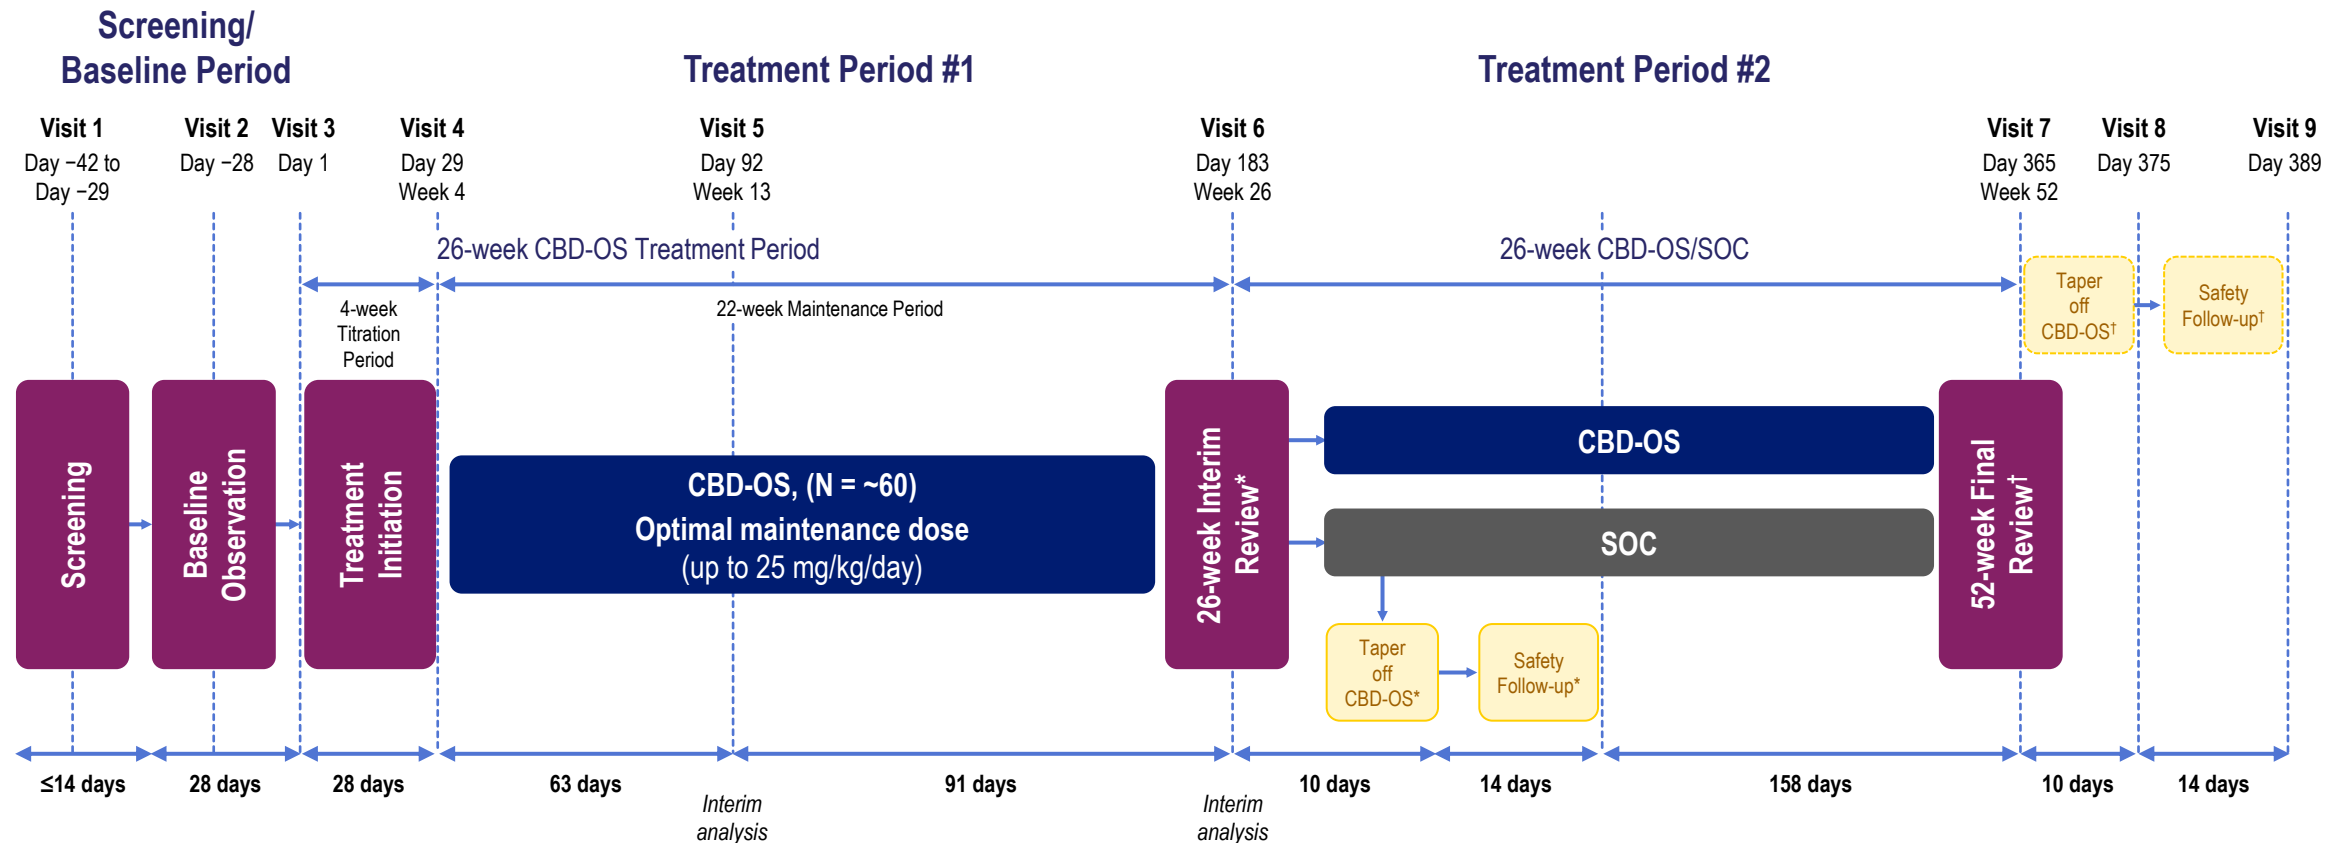 Screening/
Baseline Period
Treatment Period #1
Treatment Period #2
Visit 1
Day −42 to
Day −29
Visit 2
Day −28
Visit 3
Day 1
Visit 4
Day 29
Week 4
Visit 5
Day 92
Week 13
Visit 6
Day 183
Week 26
Visit 7
Day 365
Week 52
Visit 8
Day 375
Visit 9
Day 389
26-week CBD-OS Treatment Period
26-week CBD-OS/SOC
4-week
Titration
Period
22-week Maintenance Period
Taper
off
CBD-OS†
Safety
Follow-up†
Screening
Baseline
Observation
Treatment
Initiation
CBD-OS, (N = ~60)
Optimal maintenance dose
(up to 25 mg/kg/day)
26-week Interim
Review*
CBD-OS
SOC
52-week Final
Review†
Taper
off
CBD-OS*
Safety
Follow-up*
≤14 days
28 days
28 days
63 days
91 days
10 days
14 days
158 days
10 days
14 days
Interim
analysis
Interim
analysis